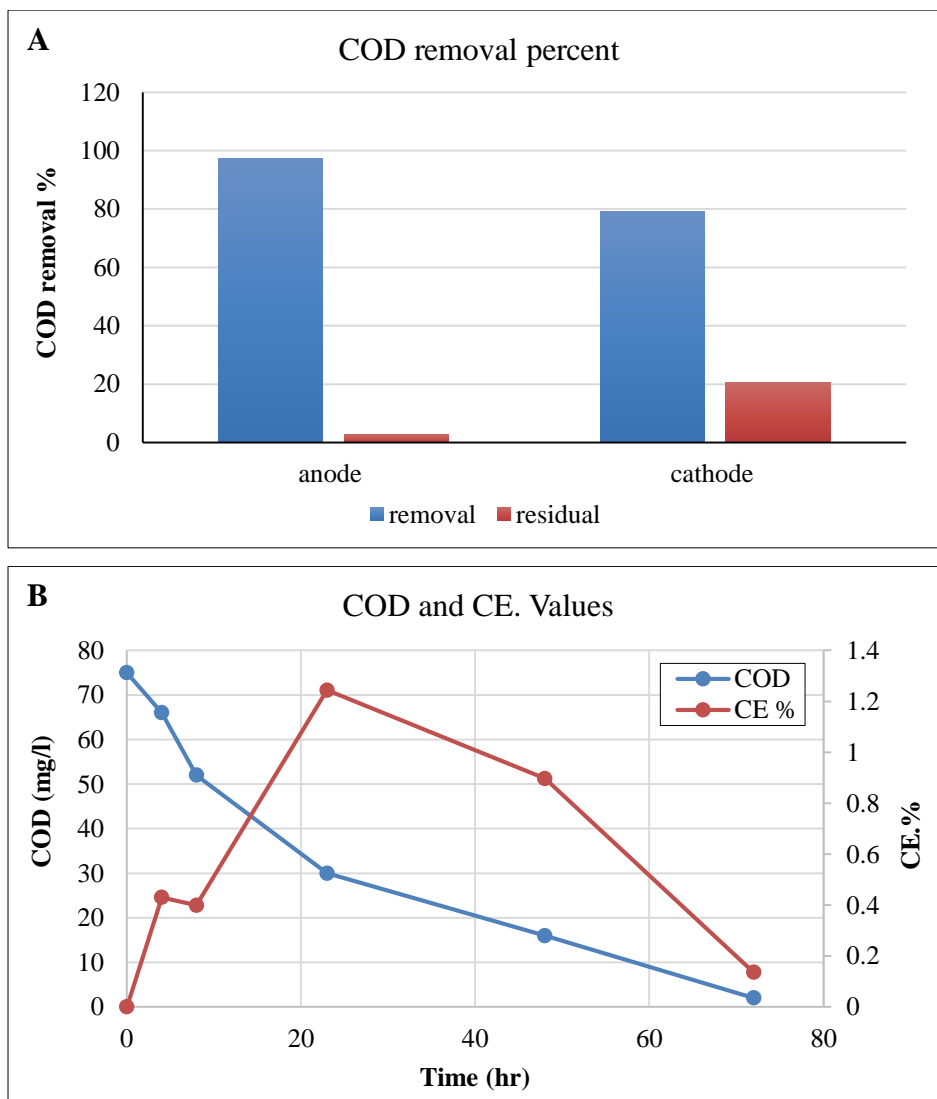 A
COD removal percent
120
100
80
60
40
20
0
COD removal %
anode cathode
removal residual
B
COD and CE. Values
80
70
60
50
40
30
20
10
0
COD (mg/l)
COD
CE %
1.4
1.2
1
0.8
0.6
0.4
0.2
0
CE.%
0 20 40 60 80
Time (hr)